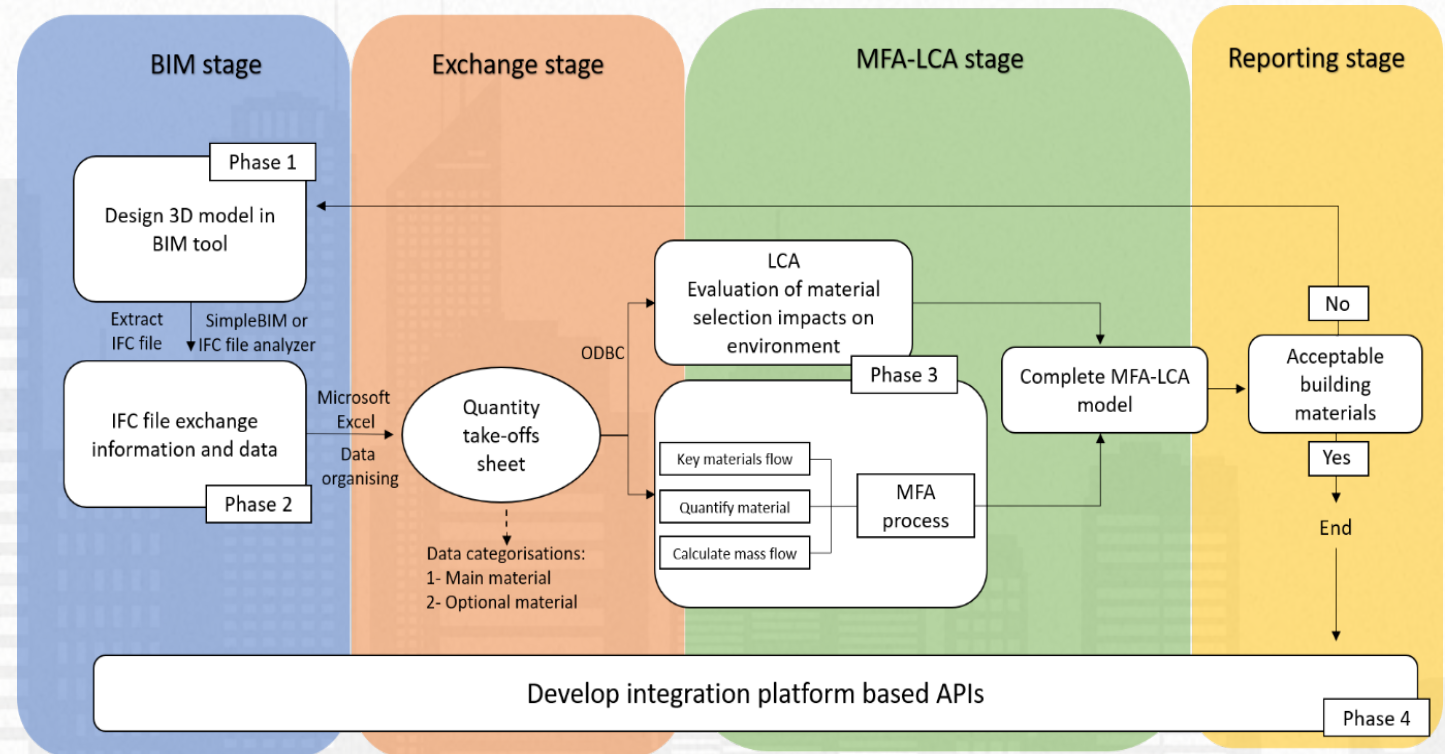 BIM stage
Exchange stage
MFA-LCA stage
Reporting stage
Phase 1
Design 3D model in
BIM tool
Extract
IFC file
SimpleBIM or
IFC file analyzer
IFC file exchange
information and data
Phase 2
Microsoft
Excel
Data
organising
Quantity
take-offs
sheet
Data categorisations:
1- Main material
2- Optional material
ODBC
LCA
Evaluation of material
selection impacts on
environment
Phase 3
Key materials flow
Quantify material
Calculate mass flow
MFA
process
Complete MFA-LCA
model
No
Acceptable
building
materials
Yes
End
Develop integration platform based APIs
Phase 4